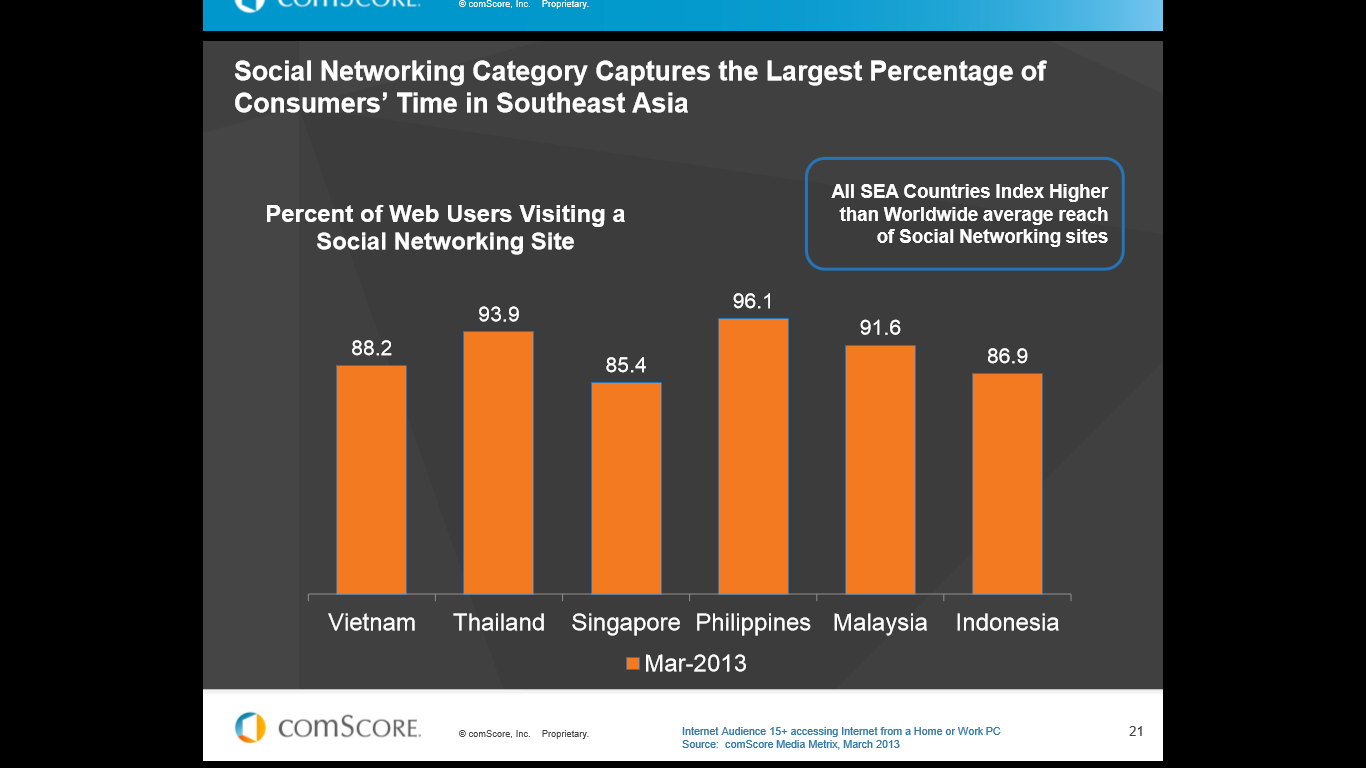 comSCORE.
© comScore, Inc. Proprietary.
Social Networking Category Captures the Largest Percentage of
Consumers’ Time in Southeast Asia
All SEA Countries Index Higher
than Worldwide average reach
of Social Networking sites
Percent of Web Users Visiting a
Social Networking Site
88.2
93.9
85.4
96.1
91.6
86.9
Vietnam Thailand Singapore Philippines Malaysia Indonesia
Mar-2013
comSCORE.
© comScore, Inc. Proprietary.
Internet Audience 15+ accessing Internet from a Home or Work PC
Source: comScore Media Metrix, March 2013
21